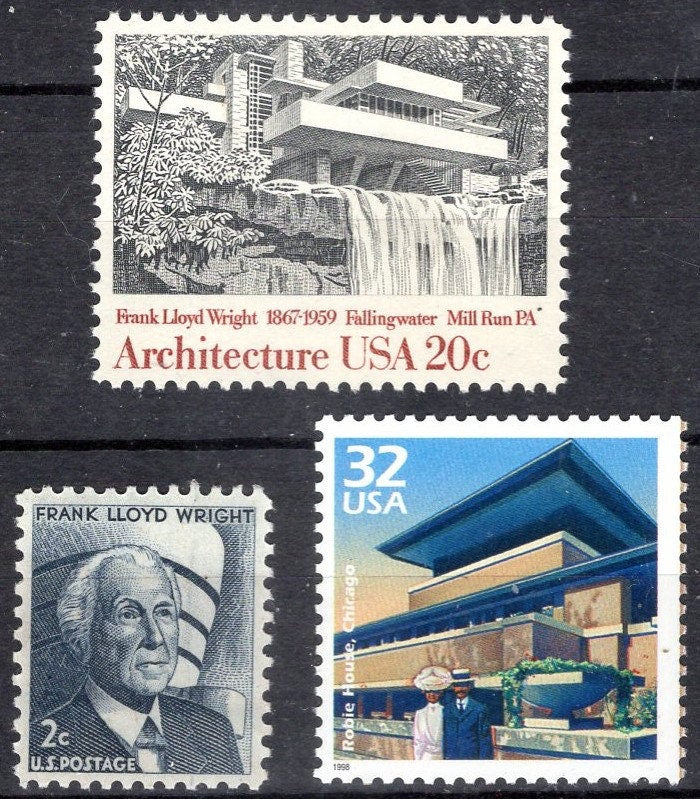 Frank Lloyd Wright 1867-1959 Fallingwater Mill Run PA
Architecture USA 20c
FRANK LLOYD WRIGHT
2c
U.S. POSTAGE
32
USA
Robie House, Chicago
1998